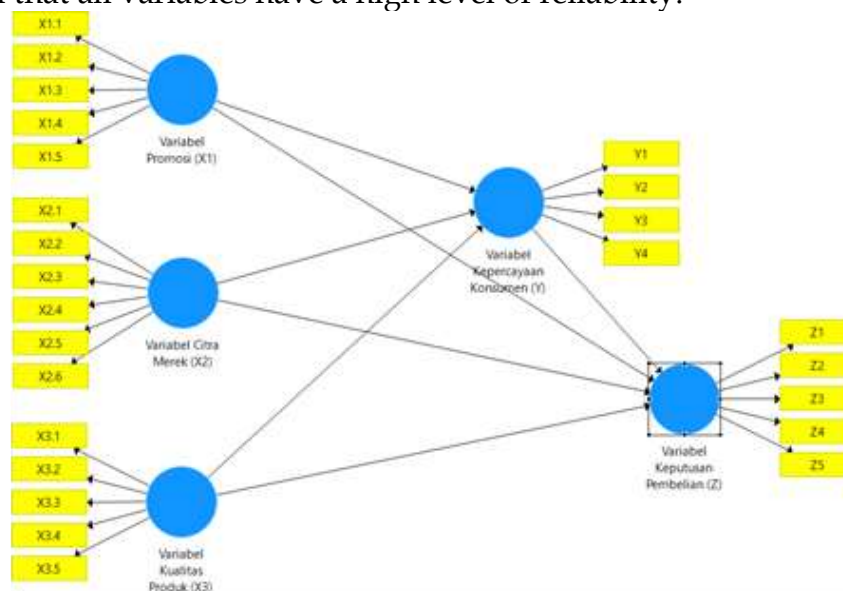 that all variables have a high level of reliability.
X1.1
X1.2
X1.3
X1.4
X1.5
Variabel
Promosi (X1)
X2.1
X2.2
X2.3
X2.4
X2.5
X2.6
Variabel Citra
Merek (X2)
X3.1
X3.2
X3.3
X3.4
X3.5
Variabel
Kualitas
Produk (X3)
Y1
Y2
Y3
Y4
Variabel
Kepercayaan
Konsumen (Y)
Z1
Z2
Z3
Z4
Z5
Variabel
Keputusan
Pembelian (Z)